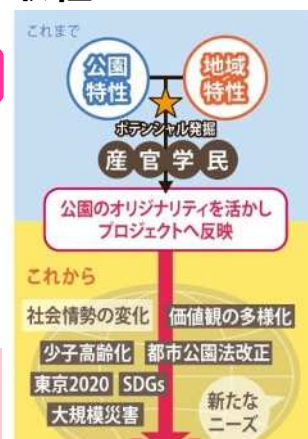 これまで
公園
特性
地域
特性
ポテンシャル発掘
産官学民
公園のオリジナリティを活かし
プロジェクトへ反映
これから
社会情勢の変化 価値観の多様化
少子高齢化 都市公園法改正
東京2020 SDGs
大規模災害
新たな
ニーズ